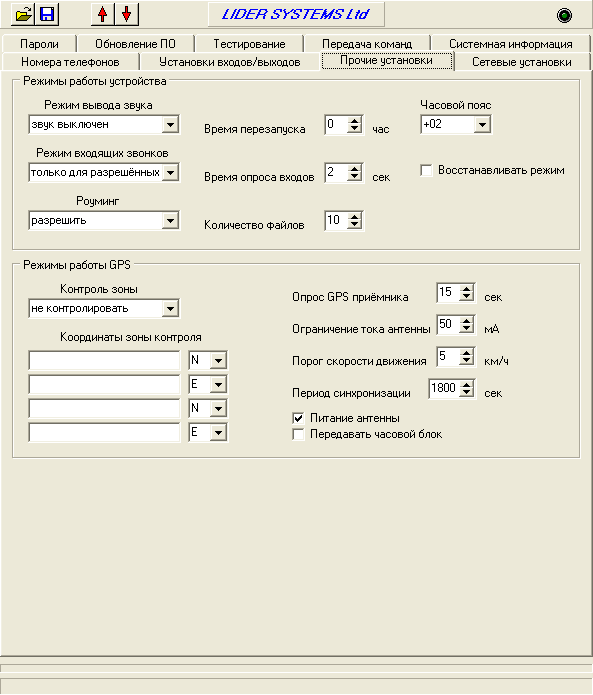 LIDER SYSTEMS Ltd
Пароли Обновление ПО Тестирование Передача команд Системная информация
Номера телефонов Установки входов/выходов Прочие установки Сетевые установки
Режимы работы устройства
Режим вывода звука Часовой пояс
звук выключен Время перезапуска 0 час +02
Режим входящих звонков
только для разрешённых Время опроса входов 2 сек Восстанавливать режим
Роуминг
разрешить Количество файлов 10
Режимы работы GPS
Контроль зоны Опрос GPS приёмника 15 сек
не контролировать
Ограничение тока антенны 50 мА
Координаты зоны контроля
N Порог скорости движения 5 км/ч
E Период синхронизации 1800 сек
N Питание антенны
E Передавать часовой блок